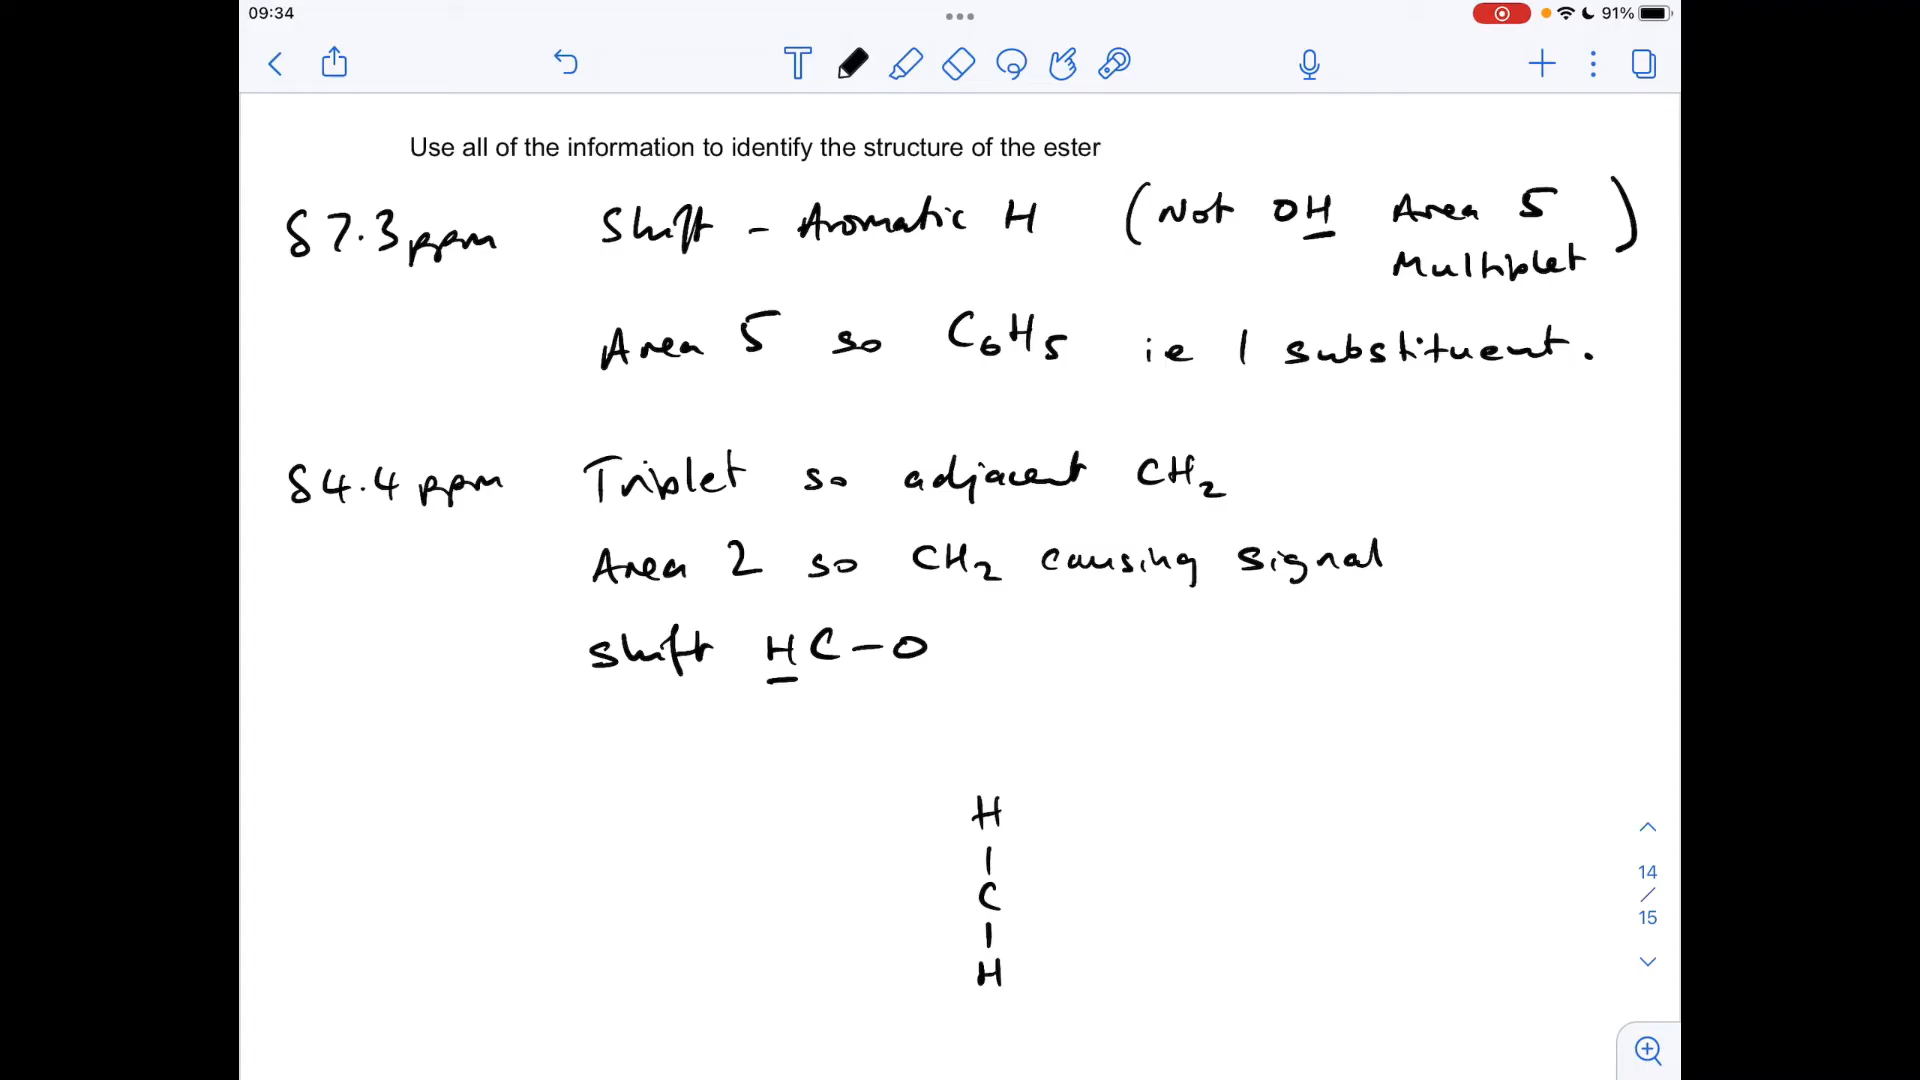 09:34
91%
Use all of the information to identify the structure of the ester
δ 7.3 ppm Shift - Aromatic H (Not OH Area 5
Multiplet)
Area 5 so C₆H₅ ie 1 substituent.
δ 4.4 ppm Triplet so adjacent CH₂
Area 2 so CH₂ causing signal
shift HC-O
H
C
H
14
/
15